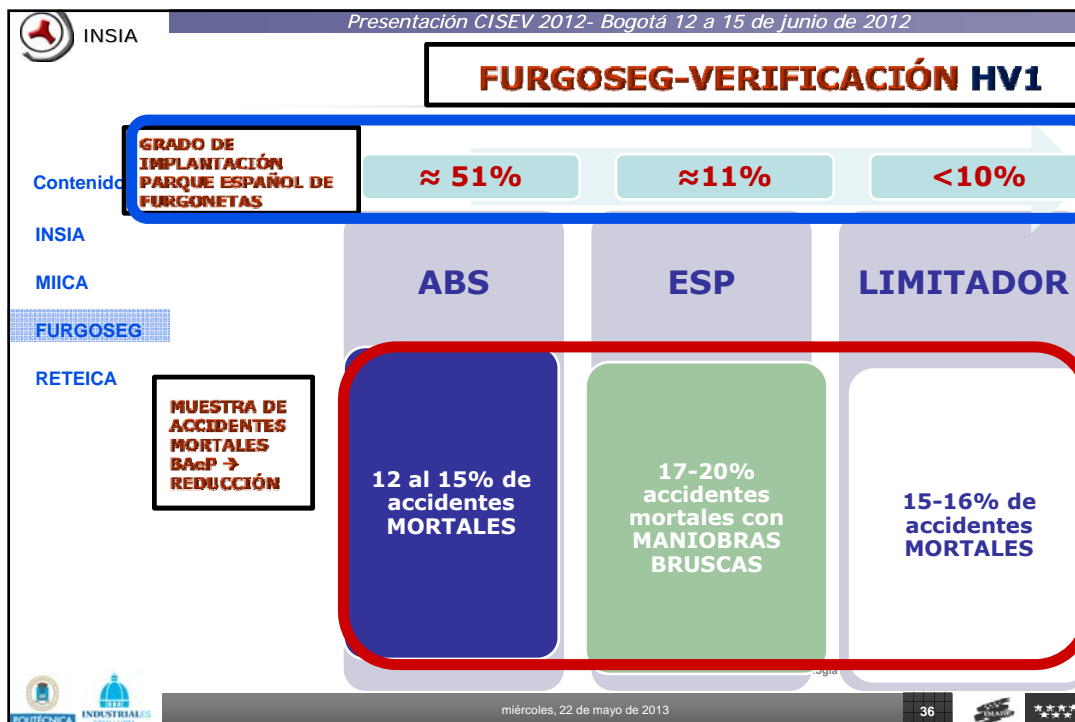 INSIA
Presentación CISEV 2012- Bogotá 12 a 15 de junio de 2012
FURGOSEG-VERIFICACIÓN HV1
GRADO DE
IMPLANTACIÓN
PARQUE ESPAÑOL DE
FURGONETAS
≈ 51%
≈11%
<10%
Contenido
INSIA
MIICA
FURGOSEG
RETEICA
ABS
ESP
LIMITADOR
MUESTRA DE
ACCIDENTES
MORTALES
BAcP →
REDUCCIÓN
12 al 15% de
accidentes
MORTALES
17-20%
accidentes
mortales con
MANIOBRAS
BRUSCAS
15-16% de
accidentes
MORTALES
POLITÉCNICA
INDUSTRIALES
miércoles, 22 de mayo de 2013
36